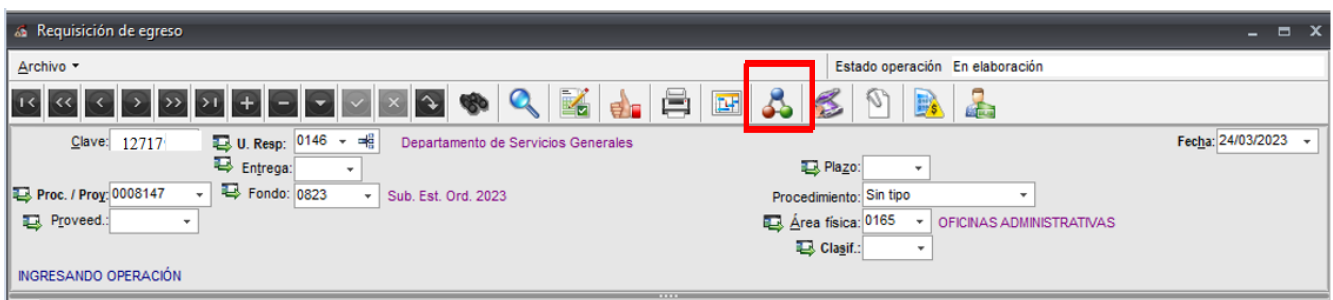 Requisición de egreso
Archivo
Estado operación En elaboración
Clave: 12717
U. Resp: 0146 Departamento de Servicios Generales
Fecha: 24/03/2023
Entrega:
Plazo:
Proc. / Proy: 0008147
Fondo: 0823 Sub. Est. Ord. 2023
Procedimiento: Sin tipo
Proveed.:
Área física: 0165 OFICINAS ADMINISTRATIVAS
Clasif.:
INGRESANDO OPERACIÓN